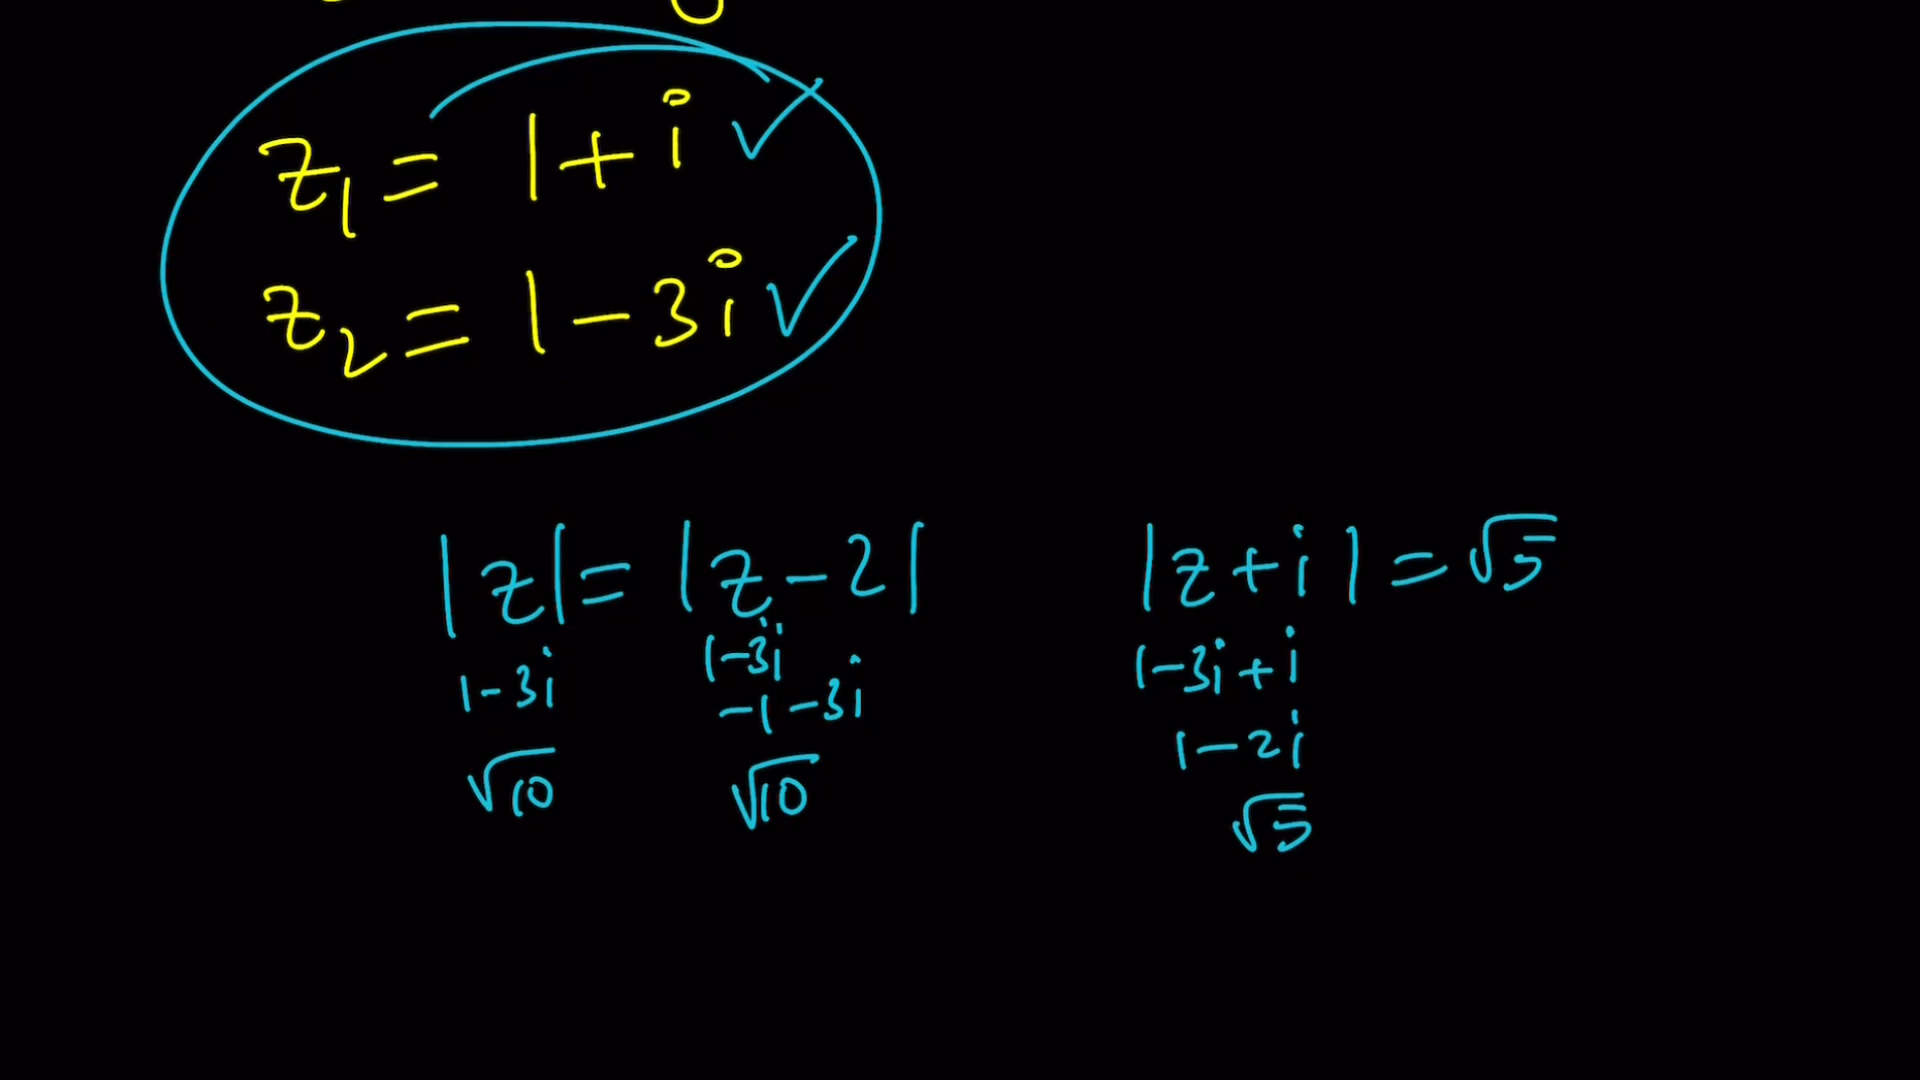 z₁ = 1 + i ✓
z₂ = 1 - 3i ✓
|z| = |z - 2| |z + i| = √5
1 - 3i 1 - 3i 1 - 3i + i
-1 - 3i 1 - 2i
√10 √10 √5